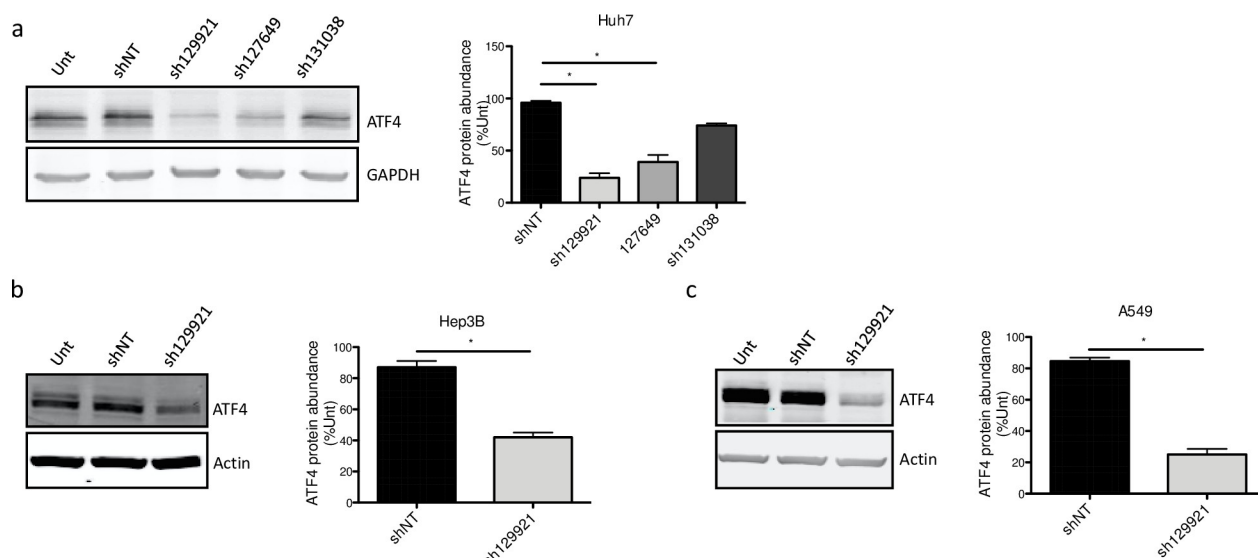 a
Unt
shNT
sh129921
sh127649
sh131038
ATF4
GAPDH
Huh7
ATF4 protein abundance
(%Unt)
150
100
50
0
*
*
shNT
sh129921
127649
sh131038
b
Unt
shNT
sh129921
ATF4
Actin
Hep3B
ATF4 protein abundance
(%Unt)
100
80
60
40
20
0
*
shNT
sh129921
c
Unt
shNT
sh129921
ATF4
Actin
A549
ATF4 protein abundance
(%Unt)
100
80
60
40
20
0
*
shNT
sh129921